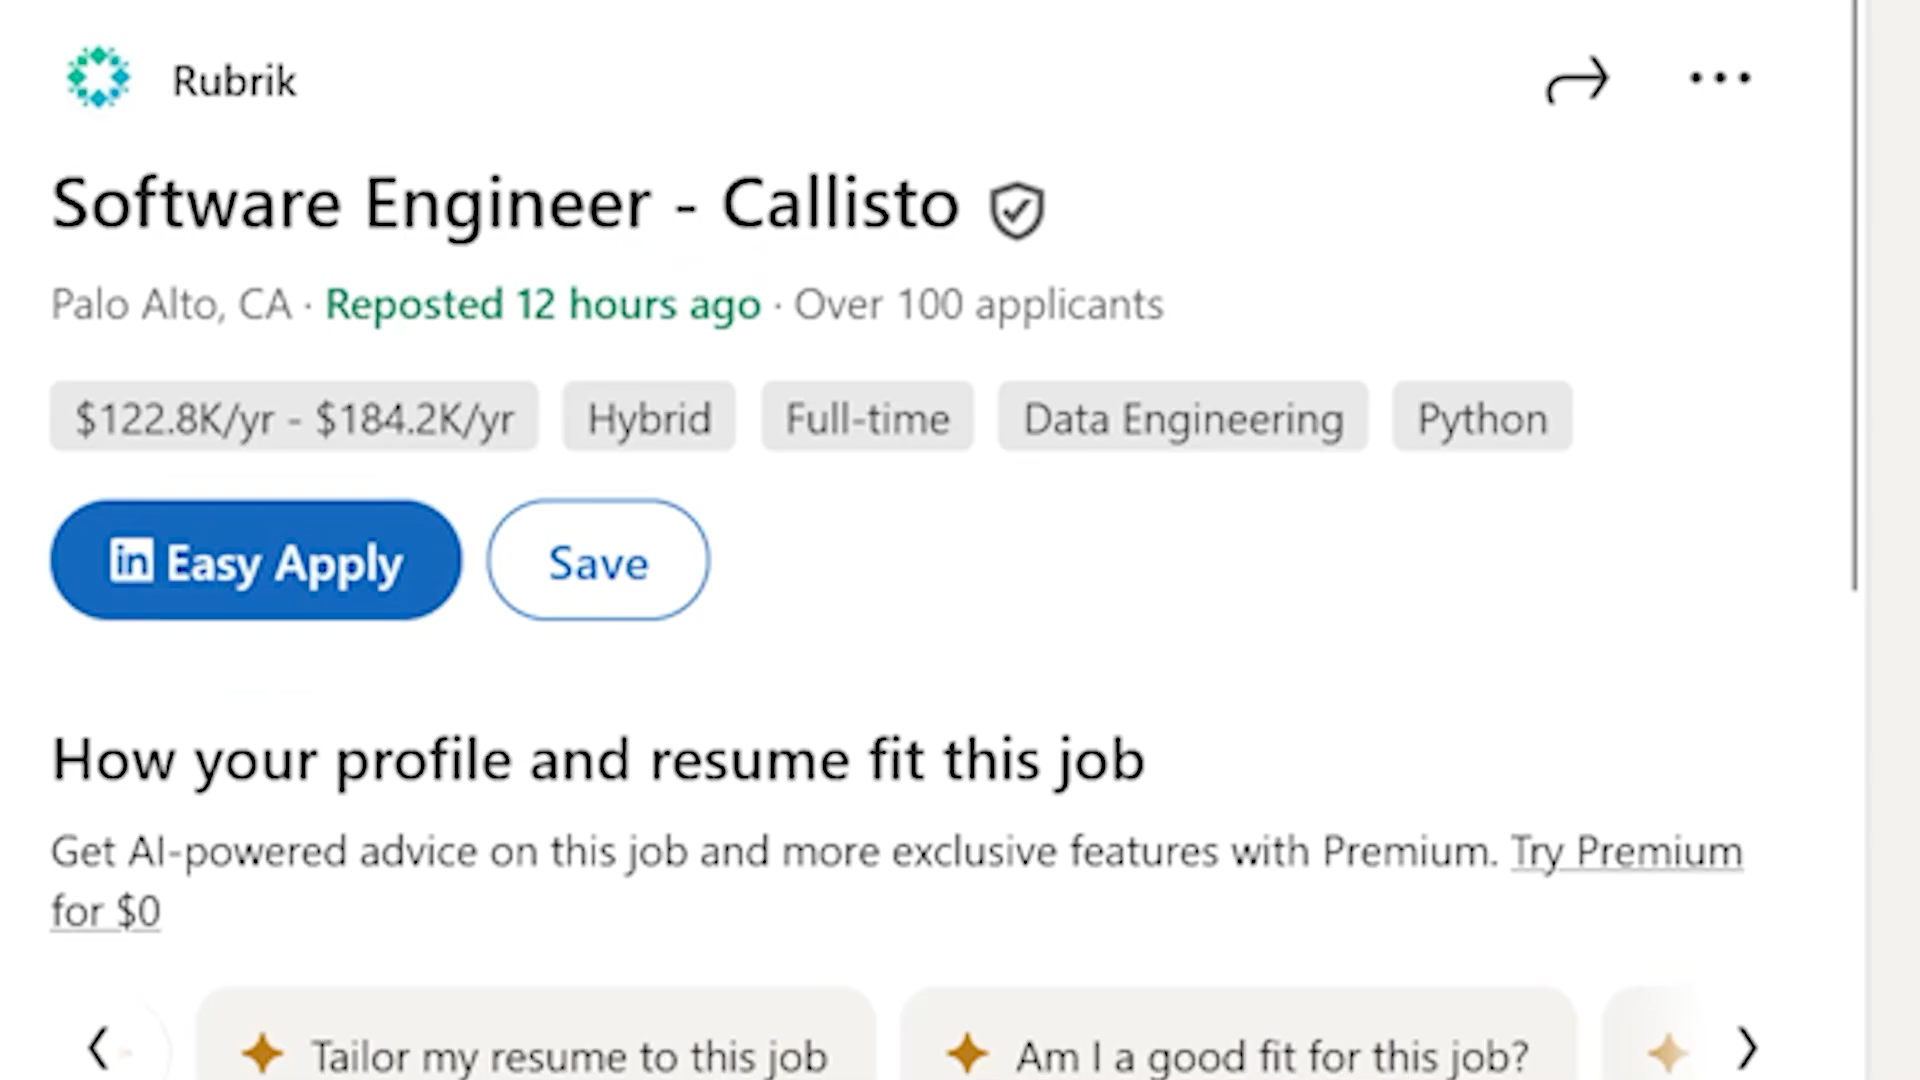 Rubrik
Software Engineer - Callisto
Palo Alto, CA · Reposted 12 hours ago · Over 100 applicants
$122.8K/yr - $184.2K/yr Hybrid Full-time Data Engineering Python
in Easy Apply Save
How your profile and resume fit this job
Get AI-powered advice on this job and more exclusive features with Premium. Try Premium
for $0
Tailor my resume to this job Am I a good fit for this job?